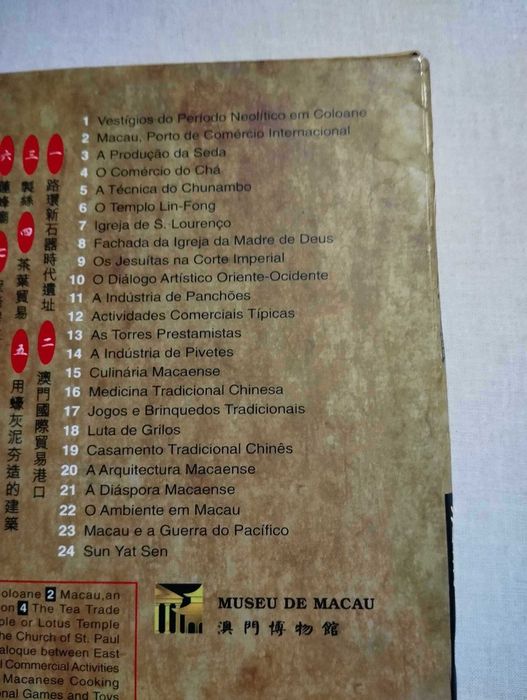 1 Vestígios do Período Neolítico em Coloane
2 Macau, Porto de Comércio Internacional
3 A Produção da Seda
4 O Comércio do Chá
5 A Técnica do Chunambo
6 O Templo Lin-Fong
7 Igreja de S. Lourenço
8 Fachada da Igreja da Madre de Deus
9 Os Jesuítas na Corte Imperial
10 O Diálogo Artístico Oriente-Ocidente
11 A Indústria de Panchões
12 Actividades Comerciais Típicas
13 As Torres Prestamistas
14 A Indústria de Pivetes
15 Culinária Macaense
16 Medicina Tradicional Chinesa
17 Jogos e Brinquedos Tradicionais
18 Luta de Grilos
19 Casamento Tradicional Chinês
20 A Arquitectura Macaense
21 A Diáspora Macaense
22 O Ambiente em Macau
23 Macau e a Guerra do Pacífico
24 Sun Yat Sen
一 路環新石器時代遺址
二 澳門國際貿易港口
三 製絲
四 茶葉貿易
五 用蠔灰泥夯造的建築
六
oloane 2 Macau, an
on 4 The Tea Trade
ple or Lotus Temple
he Church of St. Paul
alogue between East-
l Commercial Activities
Macanese Cooking
onal Games and Toys
MUSEU DE MACAU
澳門博物館